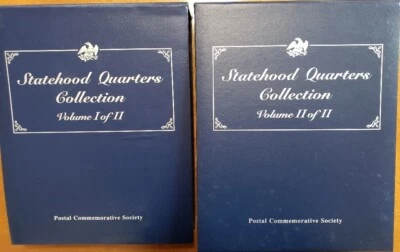 Statehood Quarters
Collection
Volume I of II
Postal Commemorative Society
Statehood Quarters
Collection
Volume II of II
Postal Commemorative Society